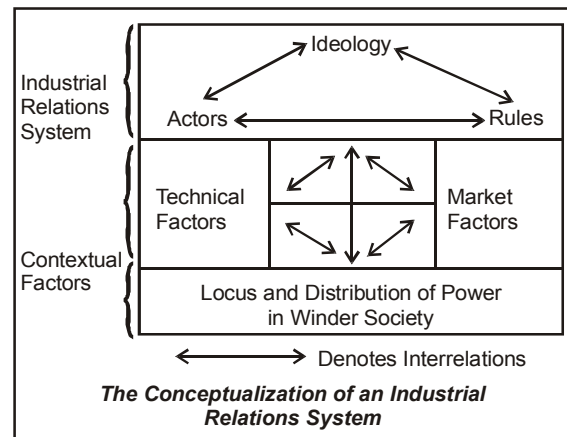 Ideology
Industrial
Relations
System
Actors
Rules
Technical
Factors
Market
Factors
Contextual
Factors
Locus and Distribution of Power
in Winder Society
Denotes Interrelations
The Conceptualization of an Industrial
Relations System